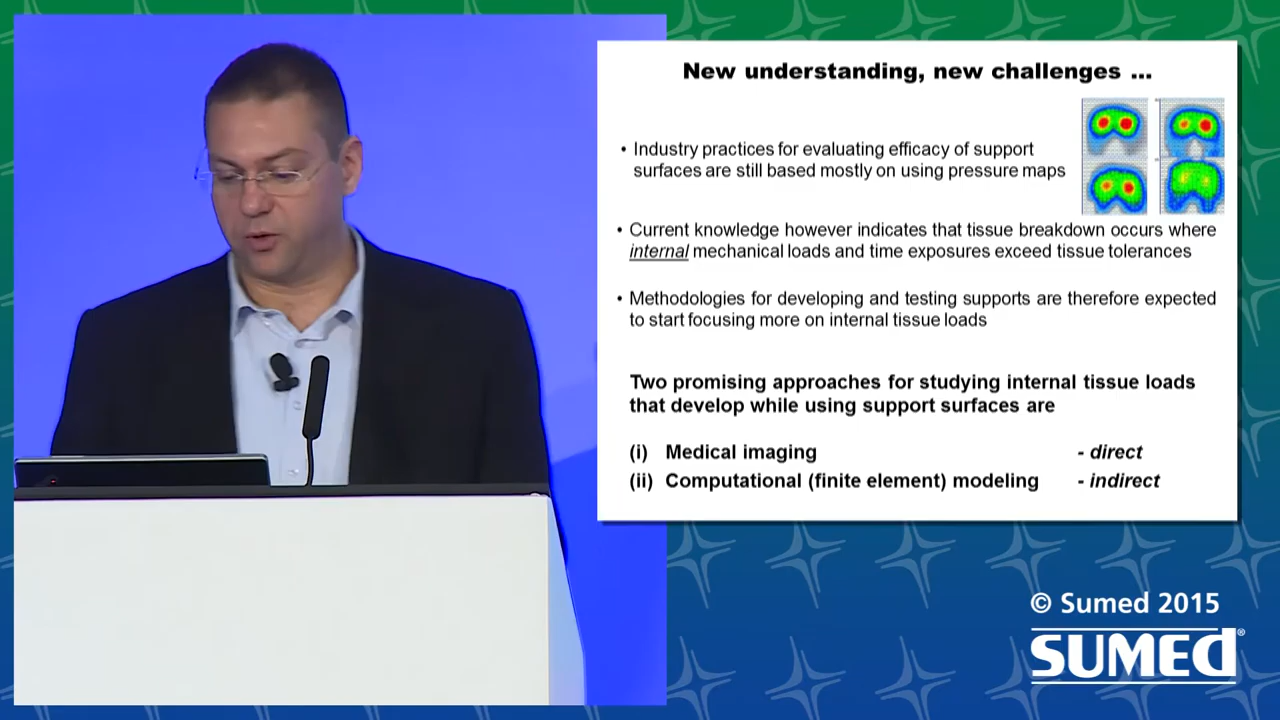 New understanding, new challenges ...
• Industry practices for evaluating efficacy of support
surfaces are still based mostly on using pressure maps
• Current knowledge however indicates that tissue breakdown occurs where
internal mechanical loads and time exposures exceed tissue tolerances
• Methodologies for developing and testing supports are therefore expected
to start focusing more on internal tissue loads
Two promising approaches for studying internal tissue loads
that develop while using support surfaces are
(i) Medical imaging - direct
(ii) Computational (finite element) modeling - indirect
© Sumed 2015
SUMED®